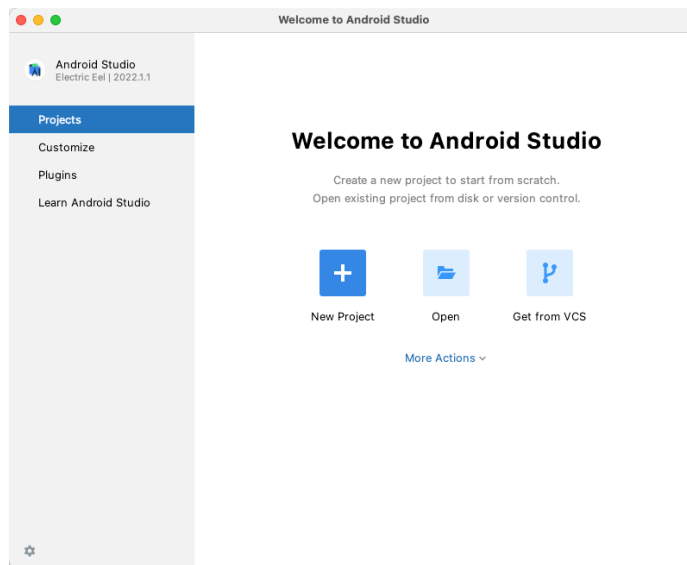 Welcome to Android Studio
Android Studio
Electric Eel | 2022.1.1
Projects
Customize
Plugins
Learn Android Studio
Welcome to Android Studio
Create a new project to start from scratch.
Open existing project from disk or version control.
New Project
Open
Get from VCS
More Actions